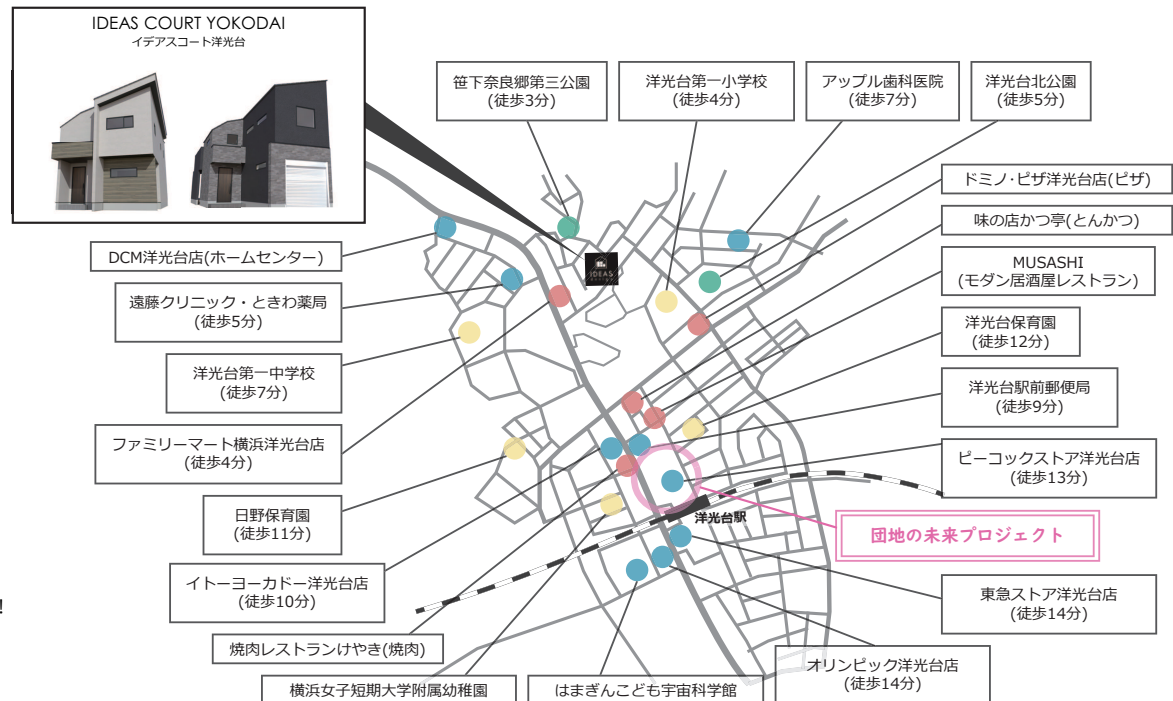 IDEAS COURT YOKODAI
イデアスコート洋光台
笹下奈良郷第三公園
(徒歩3分)
洋光台第一小学校
(徒歩4分)
アップル歯科医院
(徒歩7分)
洋光台北公園
(徒歩5分)
ドミノ・ピザ洋光台店(ピザ)
味の店かつ亭(とんかつ)
MUSASHI
(モダン居酒屋レストラン)
洋光台保育園
(徒歩12分)
洋光台駅前郵便局
(徒歩9分)
ピーコックストア洋光台店
(徒歩13分)
団地の未来プロジェクト
東急ストア洋光台店
(徒歩14分)
オリンピック洋光台店
(徒歩14分)
IDEAS
洋光台駅
DCM洋光台店(ホームセンター)
遠藤クリニック・ときわ薬局
(徒歩5分)
洋光台第一中学校
(徒歩7分)
ファミリーマート横浜洋光台店
(徒歩4分)
日野保育園
(徒歩11分)
イトーヨーカドー洋光台店
(徒歩10分)
!
焼肉レストランけやき(焼肉)
横浜女子短期大学附属幼稚園
はまぎんこども宇宙科学館